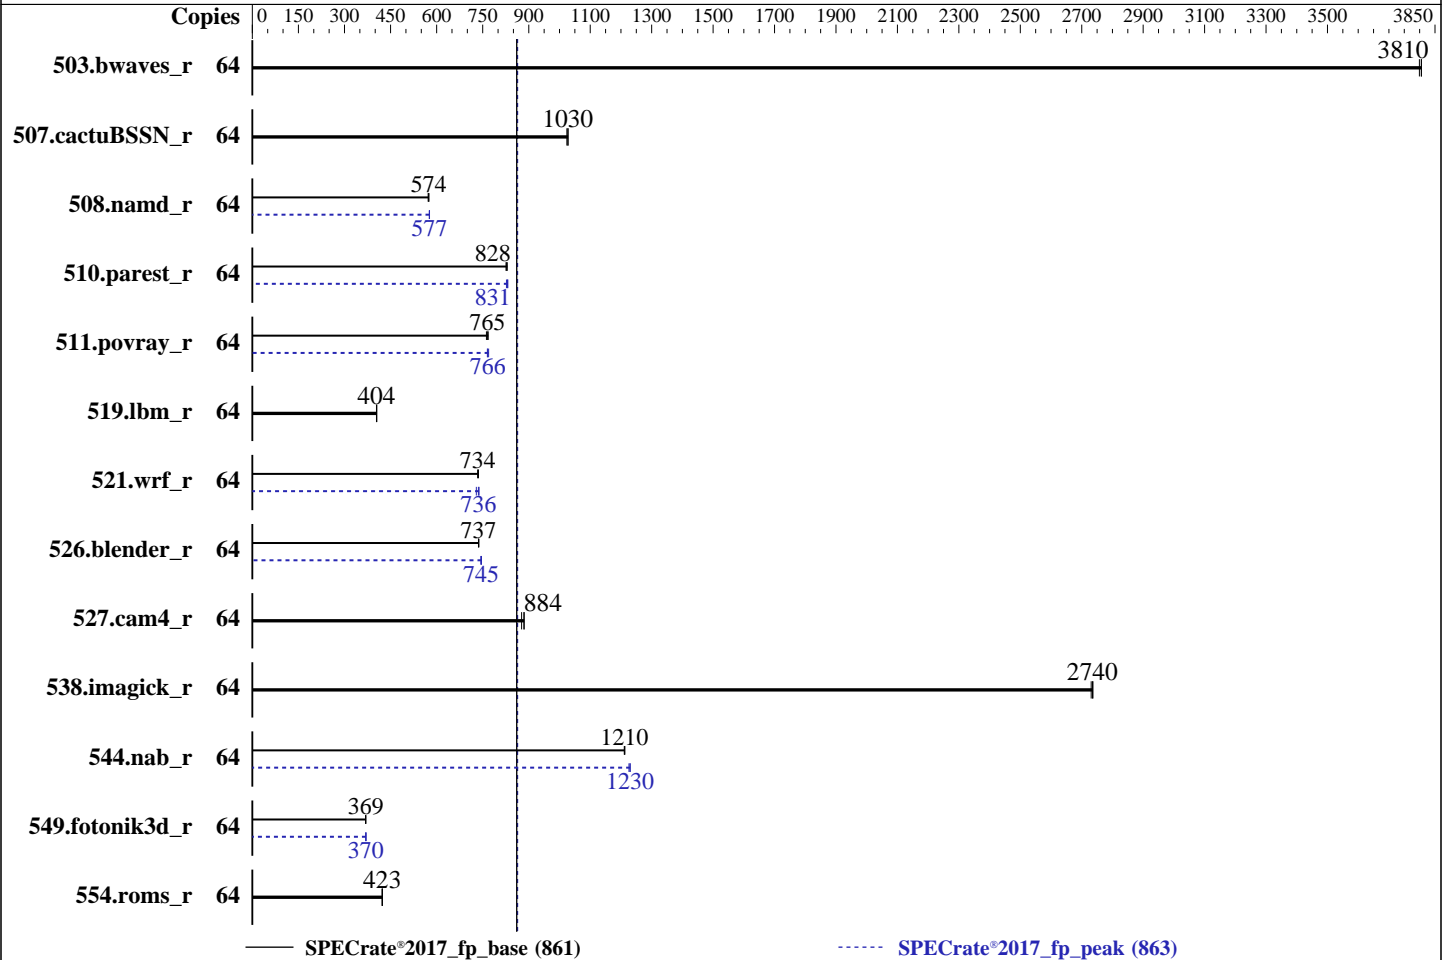 Copies 0 150 300 450 600 750 900 1100 1300 1500 1700 1900 2100 2300 2500 2700 2900 3100 3300 3500 3850
503.bwaves_r 64 3810
507.cactuBSSN_r 64 1030
508.namd_r 64 574
577
510.parest_r 64 828
831
511.povray_r 64 765
766
519.lbm_r 64 404
521.wrf_r 64 734
736
526.blender_r 64 737
745
527.cam4_r 64 884
538.imagick_r 64 2740
544.nab_r 64 1210
1230
549.fotonik3d_r 64 369
370
554.roms_r 64 423
SPECrate®2017_fp_base (861) SPECrate®2017_fp_peak (863)